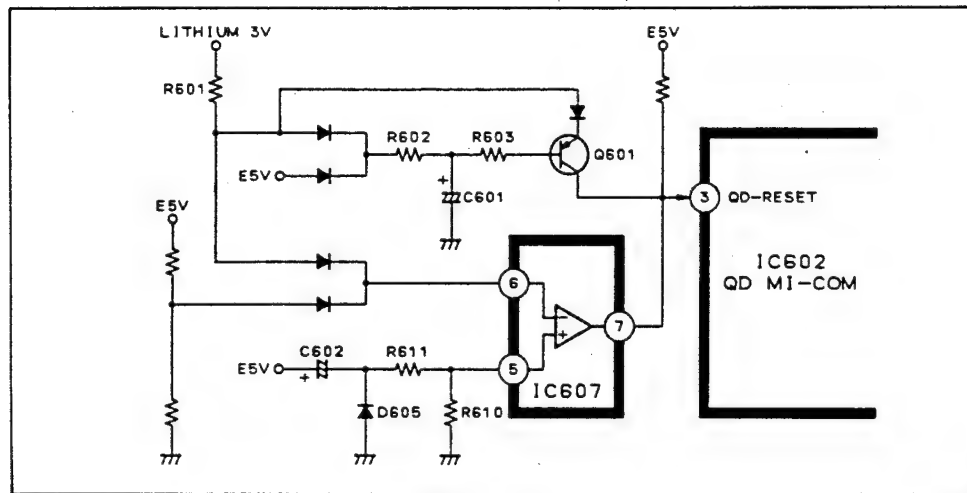 LITHIUM 3V
E5V
R601
R602
R603
Q601
E5V
+
C601
3
QD-RESET
E5V
IC602
QD MI-COM
6
−
7
+
C602
R611
E5V
+
5
IC607
D605
R610